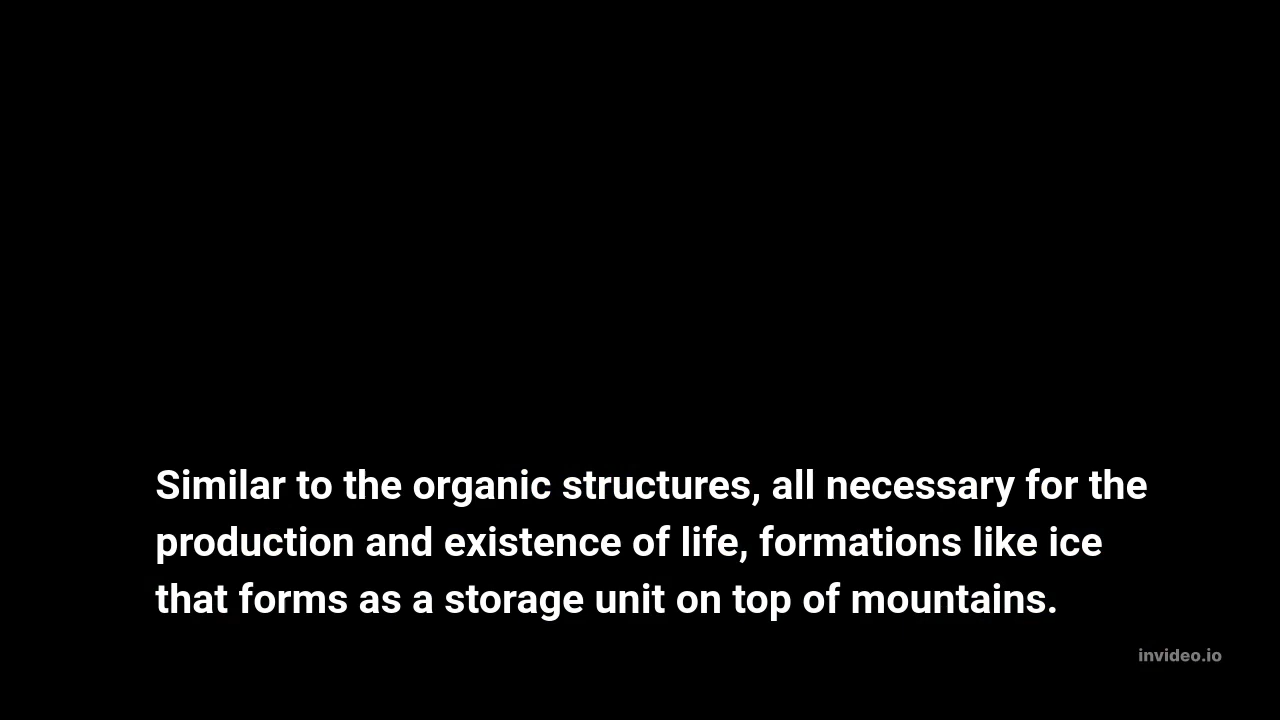 Similar to the organic structures, all necessary for the
production and existence of life, formations like ice
that forms as a storage unit on top of mountains.
invideo.io